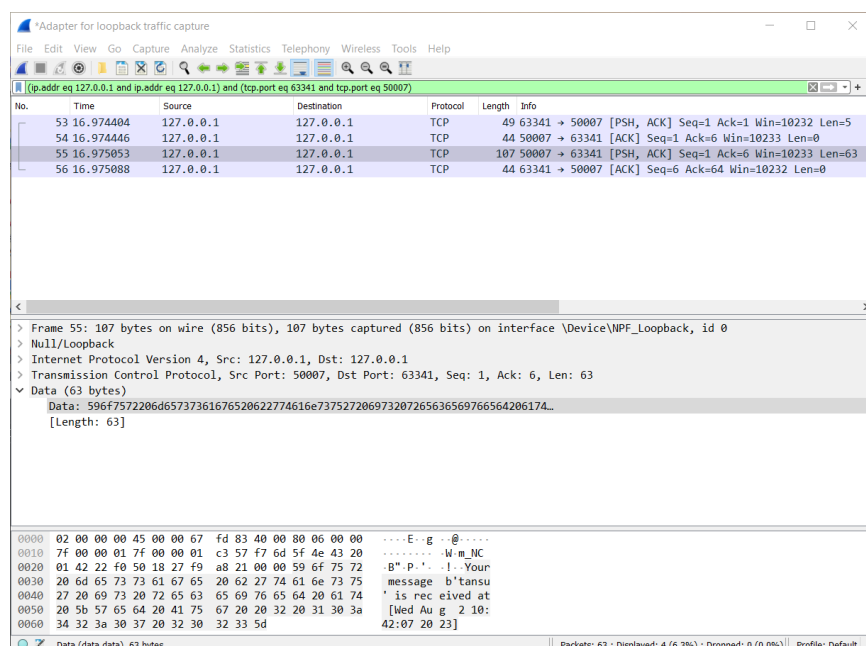 *Adapter for loopback traffic capture
File Edit View Go Capture Analyze Statistics Telephony Wireless Tools Help
(ip.addr eq 127.0.0.1 and ip.addr eq 127.0.0.1) and (tcp.port eq 63341 and tcp.port eq 50007)
No. Time Source Destination Protocol Length Info
53 16.974404 127.0.0.1 127.0.0.1 TCP 49 63341 → 50007 [PSH, ACK] Seq=1 Ack=1 Win=10232 Len=5
54 16.974446 127.0.0.1 127.0.0.1 TCP 44 50007 → 63341 [ACK] Seq=1 Ack=6 Win=10233 Len=0
55 16.975053 127.0.0.1 127.0.0.1 TCP 107 50007 → 63341 [PSH, ACK] Seq=1 Ack=6 Win=10233 Len=63
56 16.975088 127.0.0.1 127.0.0.1 TCP 44 63341 → 50007 [ACK] Seq=6 Ack=64 Win=10232 Len=0
Frame 55: 107 bytes on wire (856 bits), 107 bytes captured (856 bits) on interface \Device\NPF_Loopback, id 0
Null/Loopback
Internet Protocol Version 4, Src: 127.0.0.1, Dst: 127.0.0.1
Transmission Control Protocol, Src Port: 50007, Dst Port: 63341, Seq: 1, Ack: 6, Len: 63
Data (63 bytes)
Data: 596f7572206d65737361676520622774616e737527206973207265636569766564206174…
[Length: 63]
0000 02 00 00 00 45 00 00 67 fd 83 40 00 80 06 00 00 ····E··g ··@·····
0010 7f 00 00 01 7f 00 00 01 c3 57 f7 6d 5f 4e 43 20 ········ ·W·m_NC
0020 01 42 22 f0 50 18 27 f9 a8 21 00 00 59 6f 75 72 ·B"·P·'· ·!··Your
0030 20 6d 65 73 73 61 67 65 20 62 27 74 61 6e 73 75 message b'tansu
0040 27 20 69 73 20 72 65 63 65 69 76 65 64 20 61 74 ' is rec eived at
0050 20 5b 57 65 64 20 41 75 67 20 20 32 20 31 30 3a [Wed Au g 2 10:
0060 34 32 3a 30 37 20 32 30 32 33 5d 42:07 20 23]
Data (data.data), 63 bytes Packets: 63 · Displayed: 4 (6.3%) · Dropped: 0 (0.0%) Profile: Default